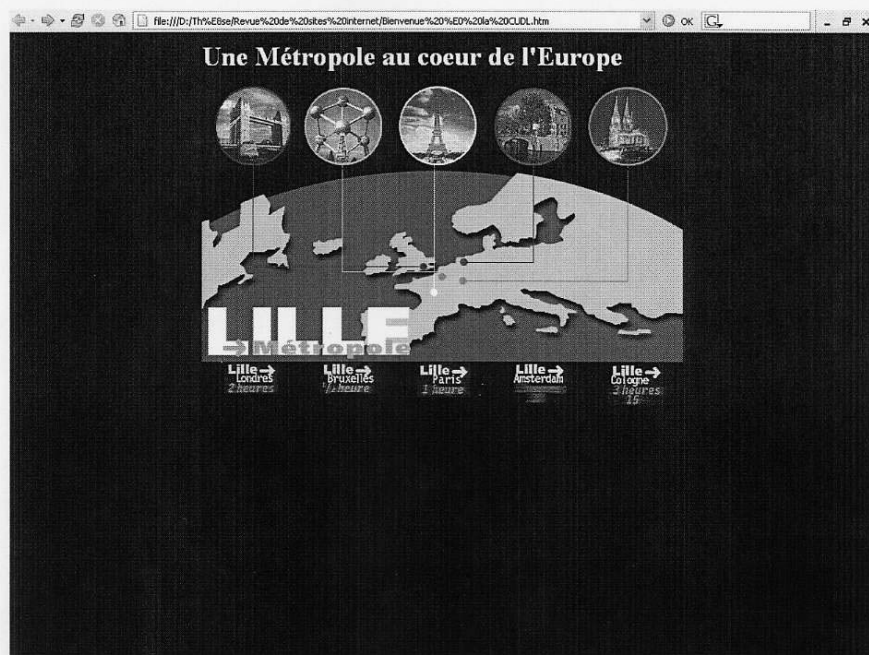 file:///D:/Th%E8se/Revue%20de%20sites%20internet/Bienvenue%20%E0%20la%20CUDL.htm
OK
G
Une Métropole au coeur de l'Europe
LILLE
Métropole
Lille
Londres
2 heures
Lille
Bruxelles
½ heure
Lille
Paris
1 heure
Lille
Amsterdam
Lille
Cologne
3 heures
15